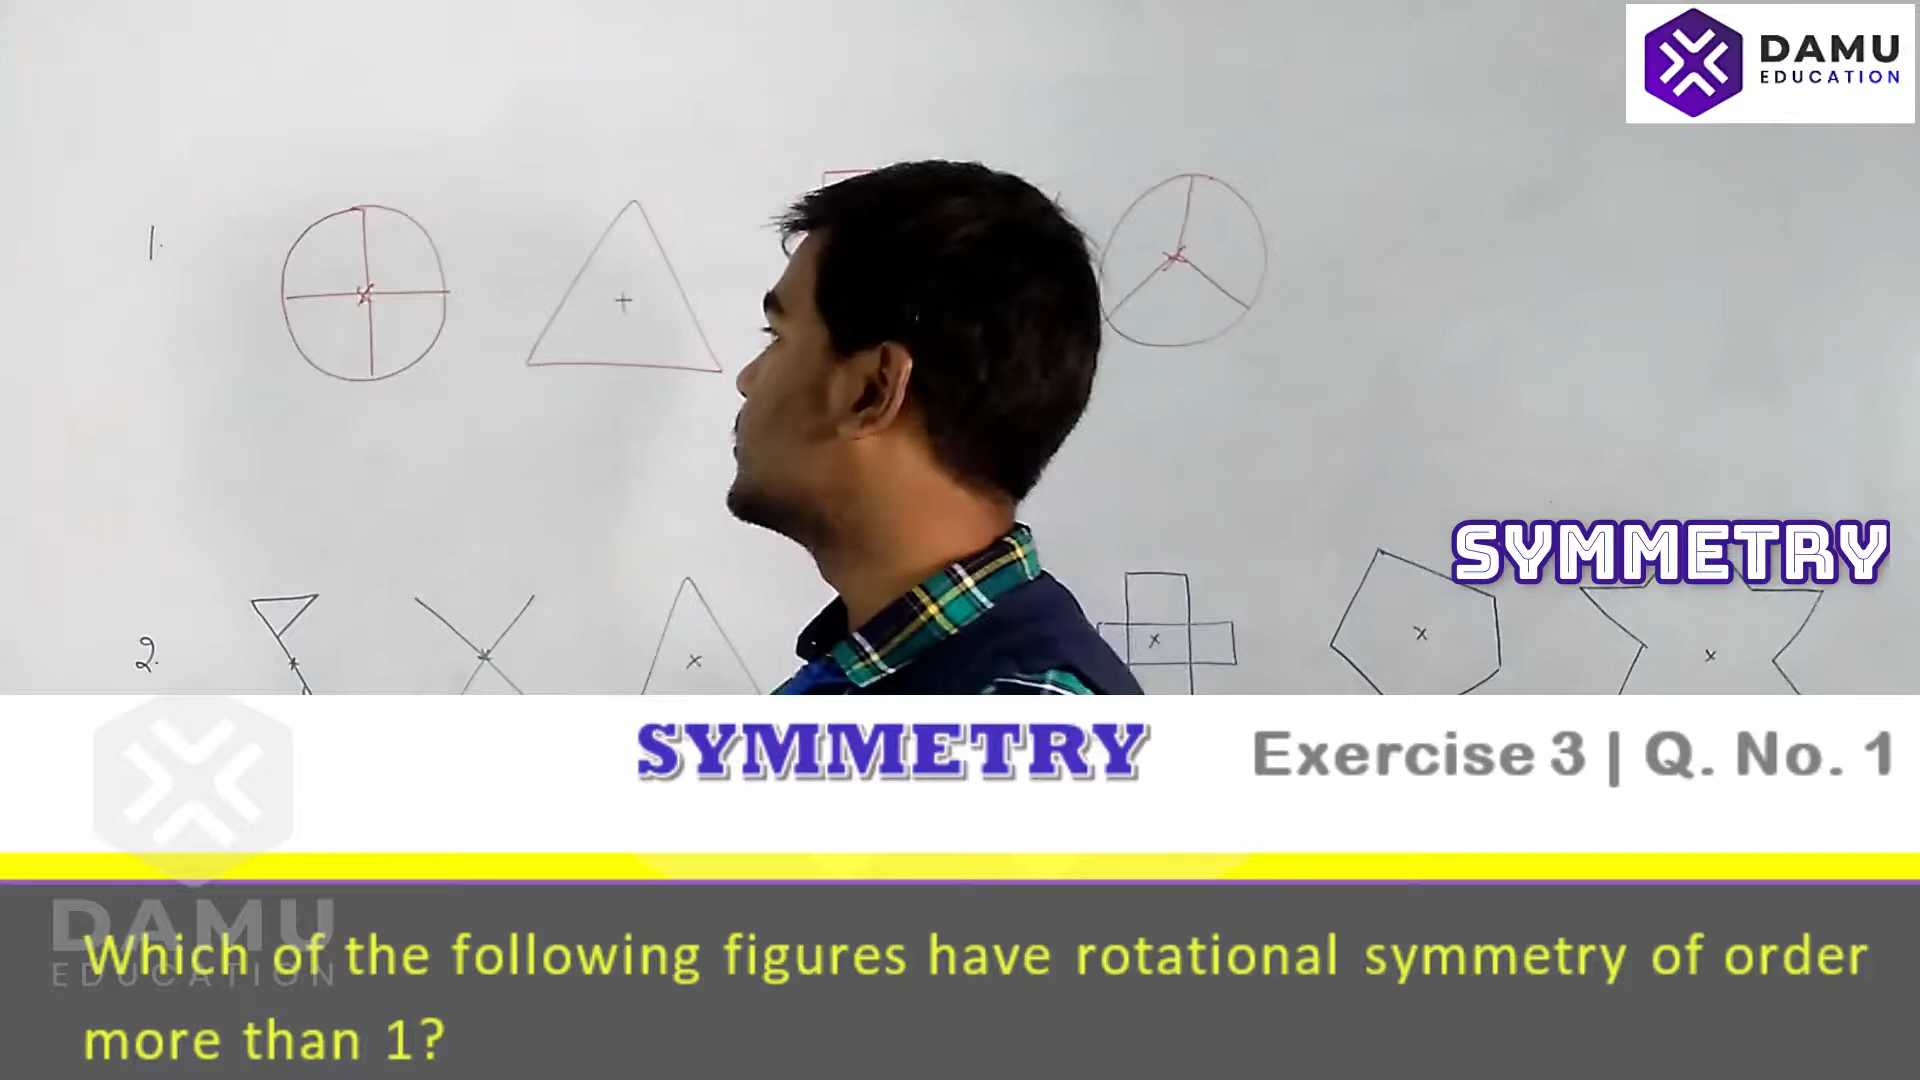 DAMU
EDUCATION
1.
SYMMETRY
2.
SYMMETRY
Exercise 3 | Q. No. 1
DAMU
EDUCATION
Which of the following figures have rotational symmetry of order
more than 1?